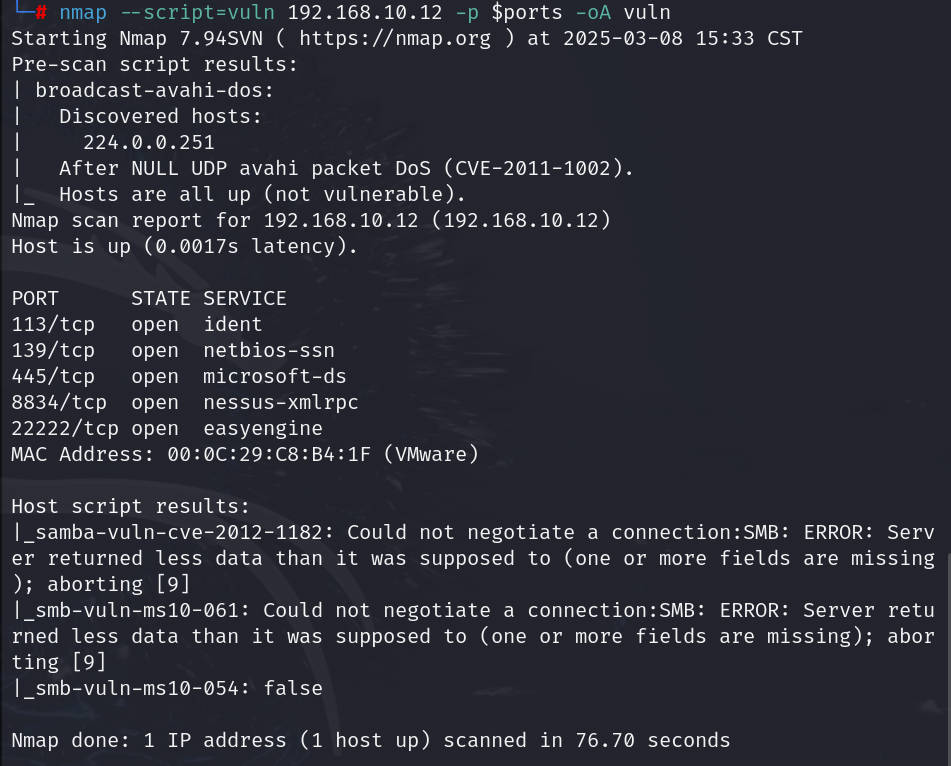 └─# nmap --script=vuln 192.168.10.12 -p $ports -oA vuln
Starting Nmap 7.94SVN ( https://nmap.org ) at 2025-03-08 15:33 CST
Pre-scan script results:
| broadcast-avahi-dos:
|   Discovered hosts:
|     224.0.0.251
|   After NULL UDP avahi packet DoS (CVE-2011-1002).
|_  Hosts are all up (not vulnerable).
Nmap scan report for 192.168.10.12 (192.168.10.12)
Host is up (0.0017s latency).

PORT      STATE SERVICE
113/tcp   open  ident
139/tcp   open  netbios-ssn
445/tcp   open  microsoft-ds
8834/tcp  open  nessus-xmlrpc
22222/tcp open  easyengine
MAC Address: 00:0C:29:C8:B4:1F (VMware)

Host script results:
|_samba-vuln-cve-2012-1182: Could not negotiate a connection:SMB: ERROR: Serv
er returned less data than it was supposed to (one or more fields are missing
); aborting [9]
|_smb-vuln-ms10-061: Could not negotiate a connection:SMB: ERROR: Server retu
rned less data than it was supposed to (one or more fields are missing); abor
ting [9]
|_smb-vuln-ms10-054: false

Nmap done: 1 IP address (1 host up) scanned in 76.70 seconds